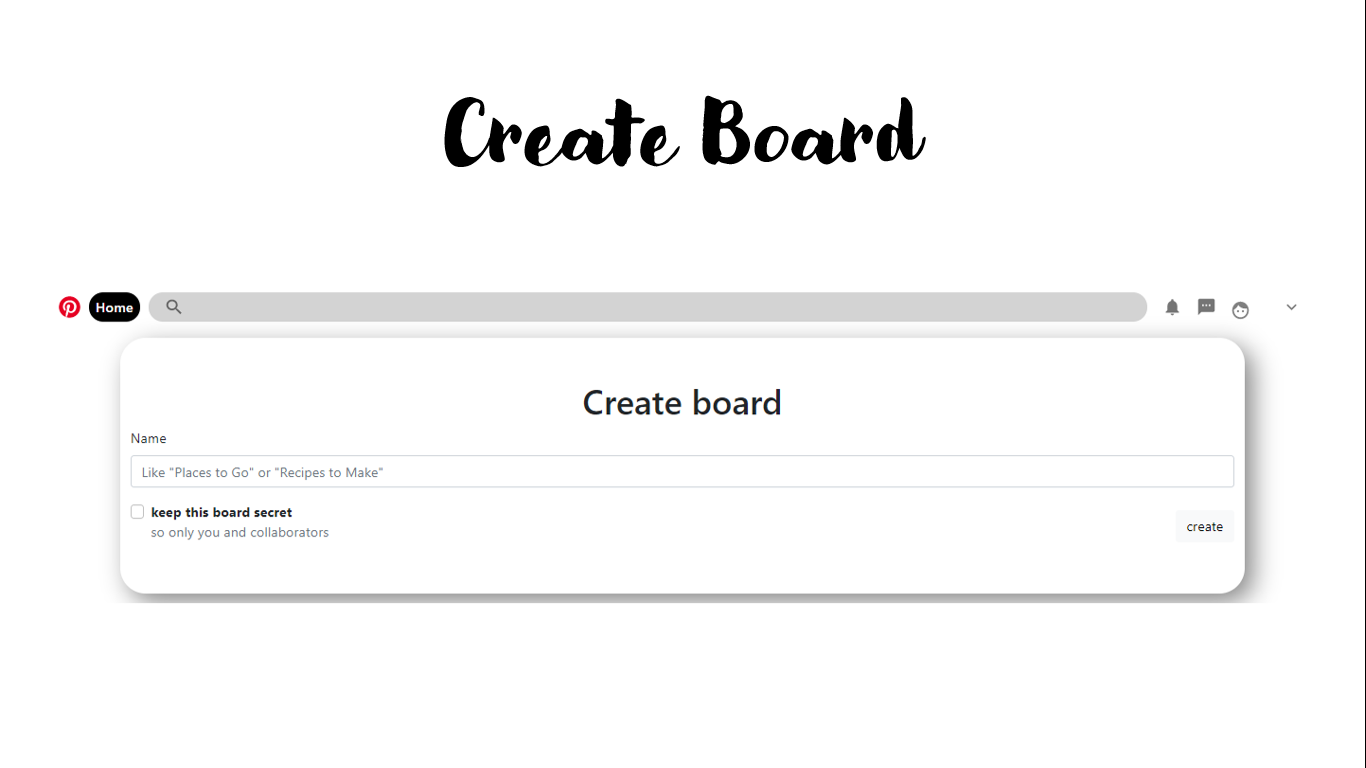 Create Board
Home
Create board
Name
Like "Places to Go" or "Recipes to Make"
keep this board secret
so only you and collaborators
create